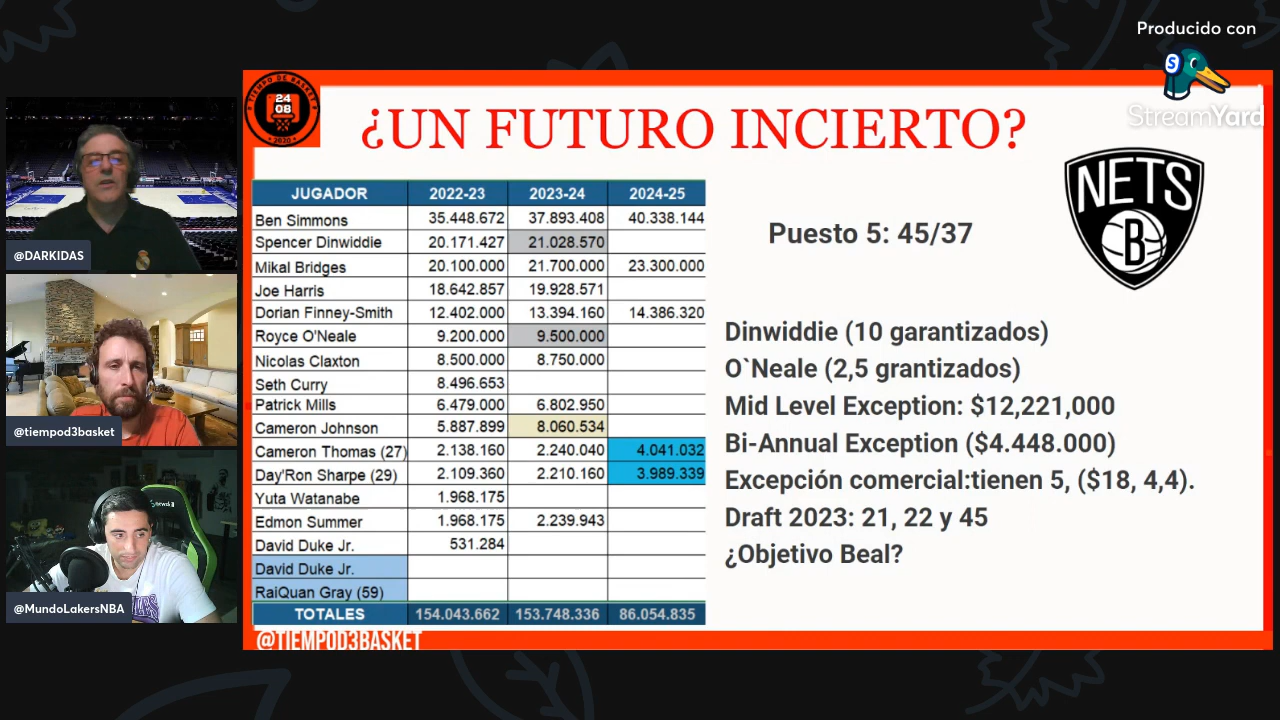 Producido con
S
StreamYard
TIEMPO DE BASKET
24
08
2020
¿UN FUTURO INCIERTO?
NETS
B
@DARKIDAS
@tiempod3basket
@MundoLakersNBA
JUGADOR 2022-23 2023-24 2024-25
Ben Simmons 35.448.672 37.893.408 40.338.144
Spencer Dinwiddie 20.171.427 21.028.570
Mikal Bridges 20.100.000 21.700.000 23.300.000
Joe Harris 18.642.857 19.928.571
Dorian Finney-Smith 12.402.000 13.394.160 14.386.320
Royce O'Neale 9.200.000 9.500.000
Nicolas Claxton 8.500.000 8.750.000
Seth Curry 8.496.653
Patrick Mills 6.479.000 6.802.950
Cameron Johnson 5.887.899 8.060.534
Cameron Thomas (27) 2.138.160 2.240.040 4.041.032
Day'Ron Sharpe (29) 2.109.360 2.210.160 3.989.339
Yuta Watanabe 1.968.175
Edmon Summer 1.968.175 2.239.943
David Duke Jr. 531.284
David Duke Jr.
RaiQuan Gray (59)
TOTALES 154.043.662 153.748.336 86.054.835
Puesto 5: 45/37
Dinwiddie (10 garantizados)
O`Neale (2,5 grantizados)
Mid Level Exception: $12,221,000
Bi-Annual Exception ($4.448.000)
Excepción comercial:tienen 5, ($18, 4,4).
Draft 2023: 21, 22 y 45
¿Objetivo Beal?
@TIEMPOD3BASKET